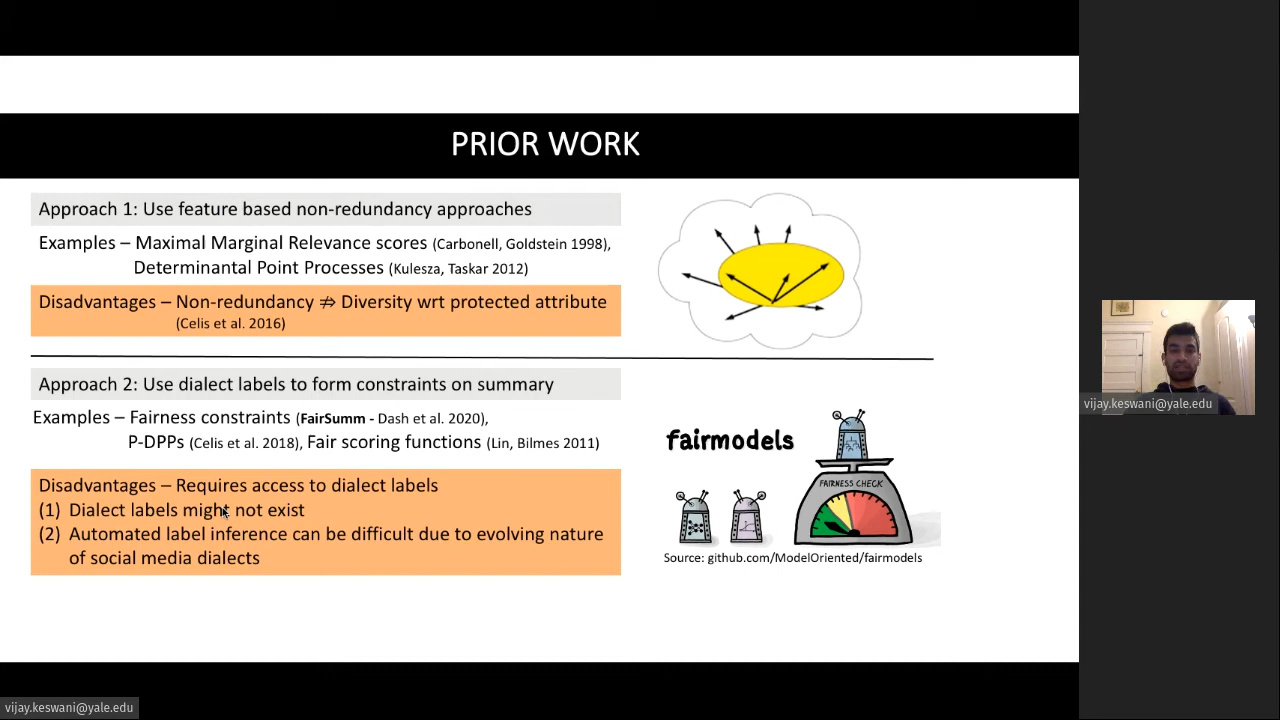 PRIOR WORK
Approach 1: Use feature based non-redundancy approaches
Examples – Maximal Marginal Relevance scores (Carbonell, Goldstein 1998),
Determinantal Point Processes (Kulesza, Taskar 2012)
Disadvantages – Non-redundancy ⇏ Diversity wrt protected attribute
(Celis et al. 2016)
Approach 2: Use dialect labels to form constraints on summary
Examples – Fairness constraints (FairSumm - Dash et al. 2020),
P-DPPs (Celis et al. 2018), Fair scoring functions (Lin, Bilmes 2011)
Disadvantages – Requires access to dialect labels
(1) Dialect labels might not exist
(2) Automated label inference can be difficult due to evolving nature
of social media dialects
fairmodels
FAIRNESS CHECK
Source: github.com/ModelOriented/fairmodels
vijay.keswani@yale.edu
vijay.keswani@yale.edu